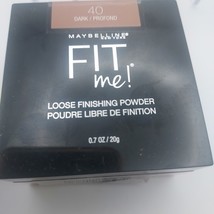 40
DARK / PROFOND
MAYBELLINE
NEW YORK
FIT
me!
LOOSE FINISHING POWDER
POUDRE LIBRE DE FINITION
0.7 OZ / 20g